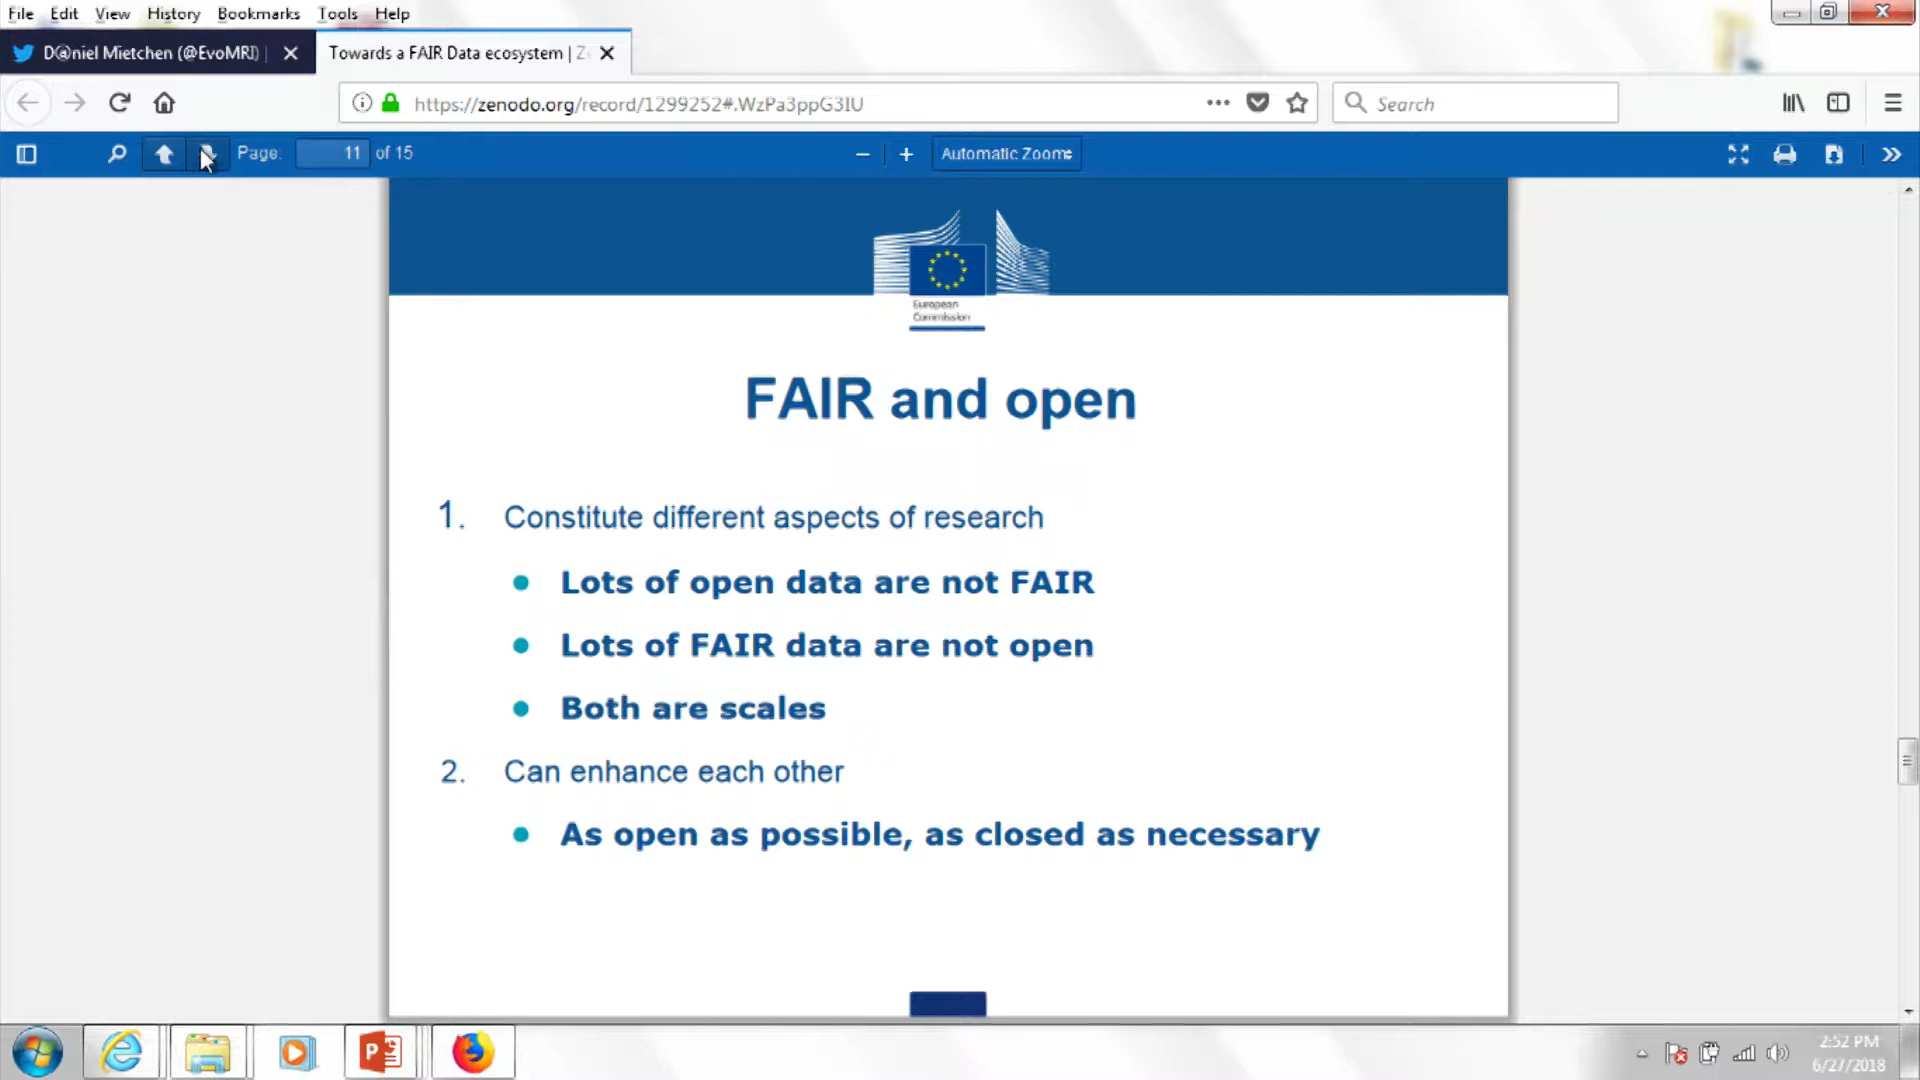 File Edit View History Bookmarks Tools Help
D@niel Mietchen (@EvoMRI) |
Towards a FAIR Data ecosystem | Ze
https://zenodo.org/record/1299252#.WzPa3ppG3IU
Search
Page: 11 of 15
Automatic Zoom
European
Commission
FAIR and open
1. Constitute different aspects of research
• Lots of open data are not FAIR
• Lots of FAIR data are not open
• Both are scales
2. Can enhance each other
• As open as possible, as closed as necessary
2:52 PM
6/27/2018